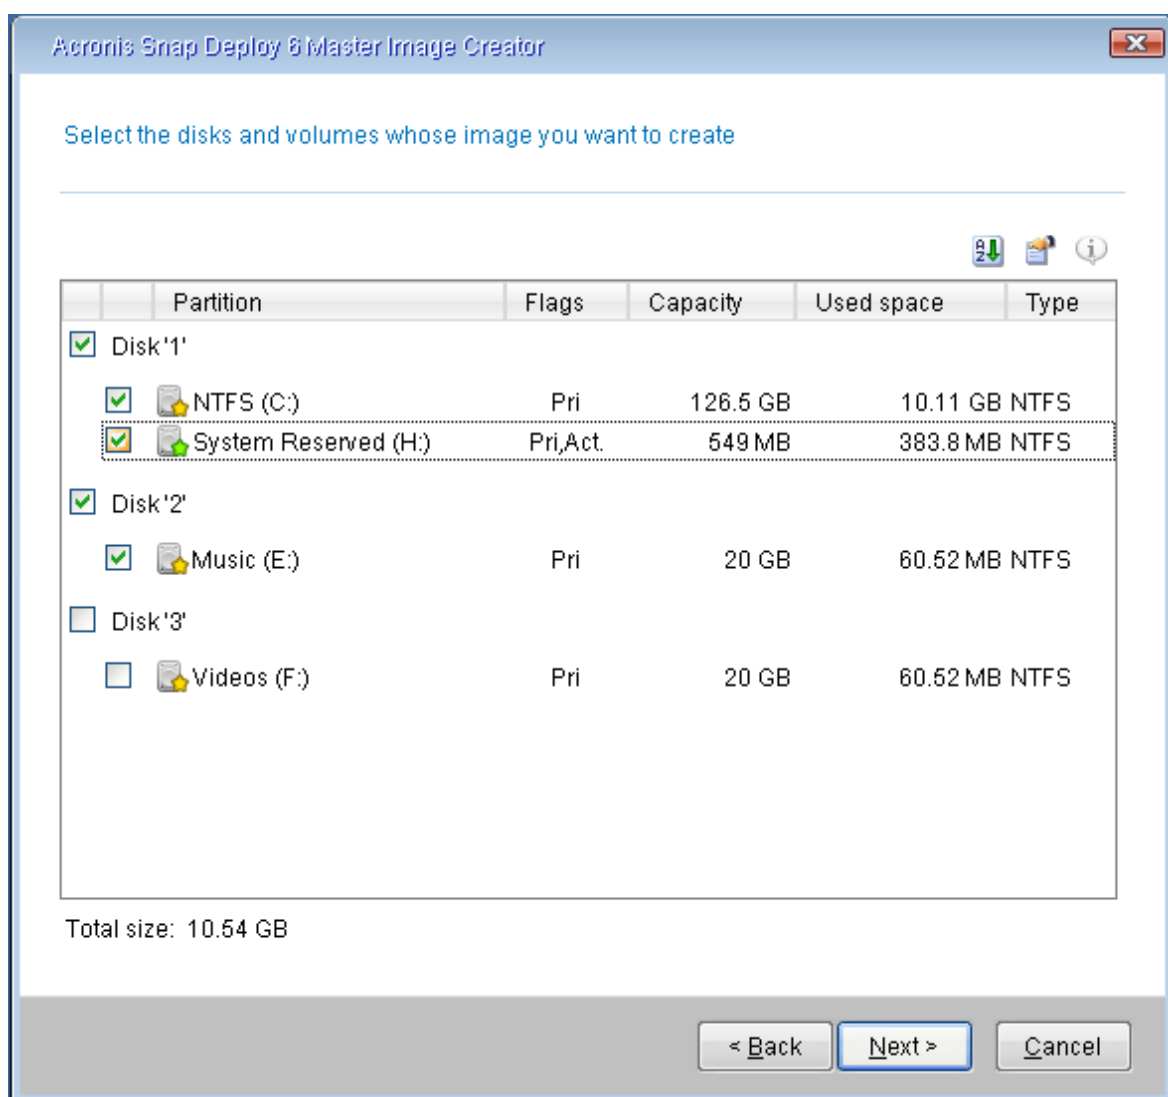 Acronis Snap Deploy 6 Master Image Creator
Select the disks and volumes whose image you want to create
Partition Flags Capacity Used space Type
Disk '1'
NTFS (C:) Pri 126.5 GB 10.11 GB NTFS
System Reserved (H:) Pri,Act. 549 MB 383.8 MB NTFS
Disk '2'
Music (E:) Pri 20 GB 60.52 MB NTFS
Disk '3'
Videos (F:) Pri 20 GB 60.52 MB NTFS
Total size: 10.54 GB
< Back Next > Cancel